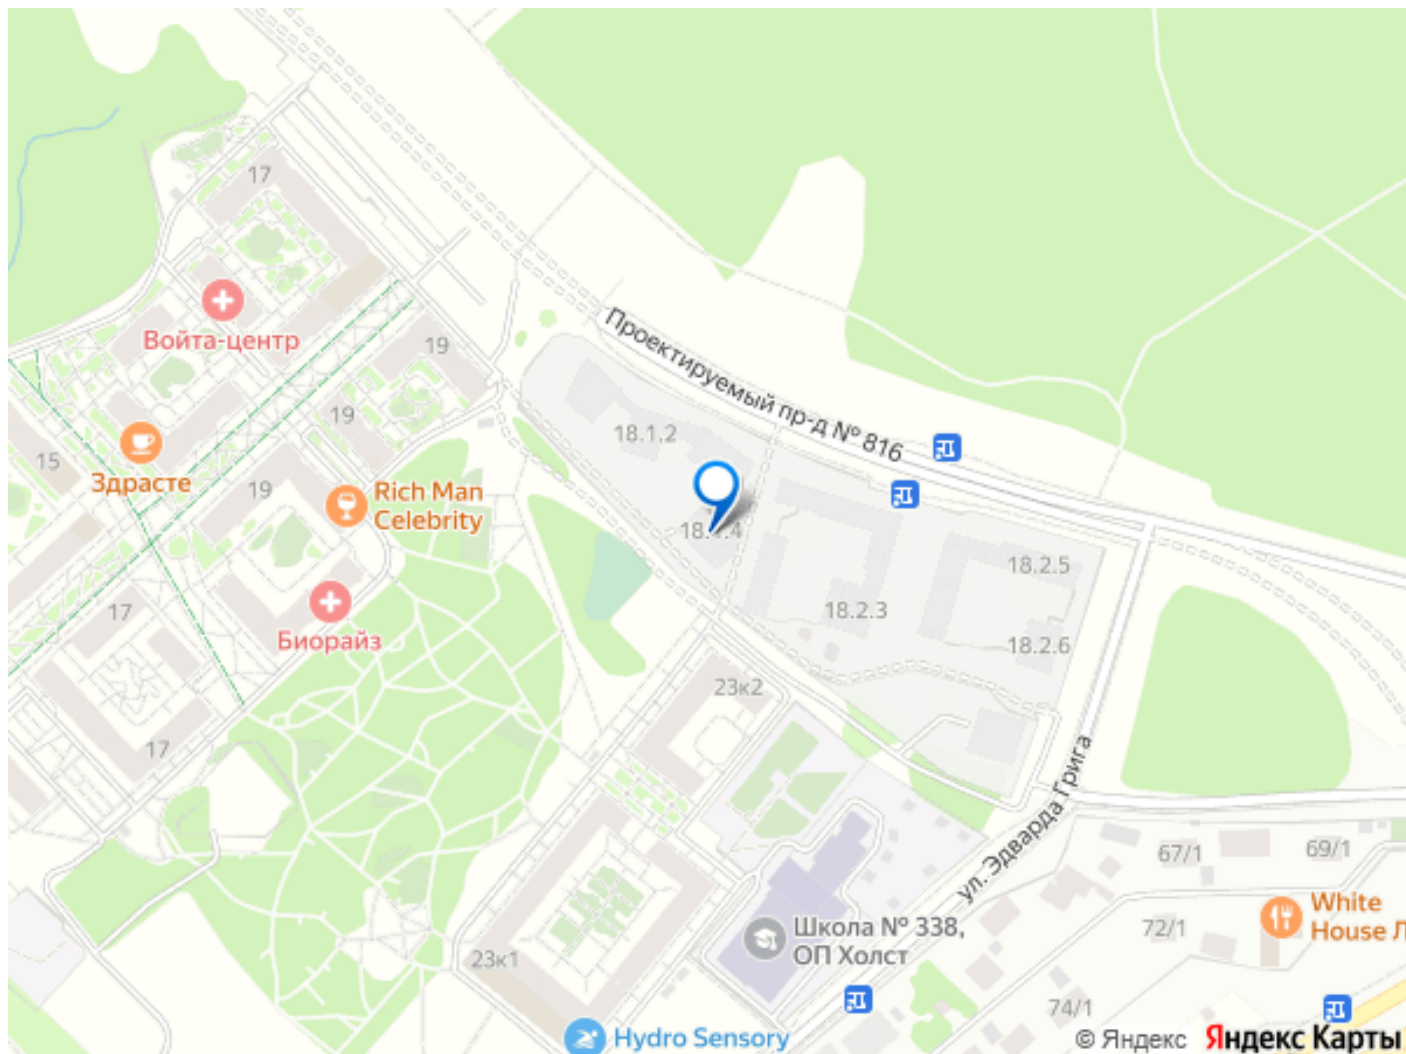 17
Войта-центр
19
Проектируемый пр-д № 816
18.1.2
19
15
Здрасте
19
Rich Man
Celebrity
18.2.5
18.2.3
17
Биорайз
18.2.6
23к2
17
ул. Эдварда Грига
67/1
69/1
White
House Л
72/1
Школа № 338,
ОП Холст
23к1
74/1
Hydro Sensory
© Яндекс Яндекс Карты